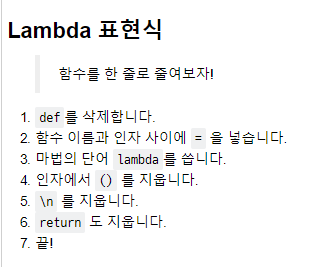 Lambda 표현식
함수를 한 줄로 줄여보자!
1. def 를 삭제합니다.
2. 함수 이름과 인자 사이에 = 을 넣습니다.
3. 마법의 단어 lambda 를 씁니다.
4. 인자에서 () 를 지웁니다.
5. \n 를 지웁니다.
6. return 도 지웁니다.
7. 끝!